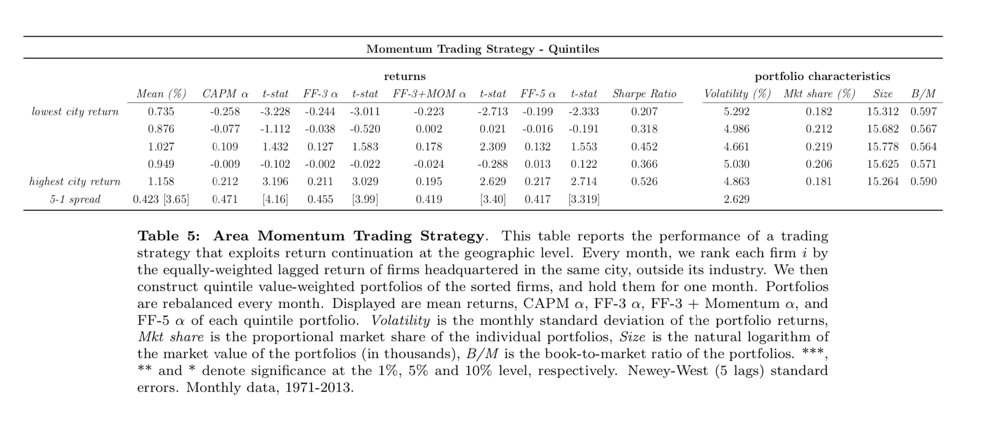 Momentum Trading Strategy - Quintiles
returns portfolio characteristics
Mean (%) CAPM α t-stat FF-3 α t-stat FF-3+MOM α t-stat FF-5 α t-stat Sharpe Ratio Volatility (%) Mkt share (%) Size B/M
lowest city return 0.735 -0.258 -3.228 -0.244 -3.011 -0.223 -2.713 -0.199 -2.333 0.207 5.292 0.182 15.312 0.597
0.876 -0.077 -1.112 -0.038 -0.520 0.002 0.021 -0.016 -0.191 0.318 4.986 0.212 15.682 0.567
1.027 0.109 1.432 0.127 1.583 0.178 2.309 0.132 1.553 0.452 4.661 0.219 15.778 0.564
0.949 -0.009 -0.102 -0.002 -0.022 -0.024 -0.288 0.013 0.122 0.366 5.030 0.206 15.625 0.571
highest city return 1.158 0.212 3.196 0.211 3.029 0.195 2.629 0.217 2.714 0.526 4.863 0.181 15.264 0.590
5-1 spread 0.423 [3.65] 0.471 [4.16] 0.455 [3.99] 0.419 [3.40] 0.417 [3.319] 2.629
Table 5: Area Momentum Trading Strategy. This table reports the performance of a trading
strategy that exploits return continuation at the geographic level. Every month, we rank each firm i by
the equally-weighted lagged return of firms headquartered in the same city, outside its industry. We then
construct quintile value-weighted portfolios of the sorted firms, and hold them for one month. Portfolios
are rebalanced every month. Displayed are mean returns, CAPM α, FF-3 α, FF-3 + Momentum α, and
FF-5 α of each quintile portfolio. Volatility is the monthly standard deviation of the portfolio returns,
Mkt share is the proportional market share of the individual portfolios, Size is the natural logarithm of
the market value of the portfolios (in thousands), B/M is the book-to-market ratio of the portfolios. ***,
** and * denote significance at the 1%, 5% and 10% level, respectively. Newey-West (5 lags) standard
errors. Monthly data, 1971-2013.